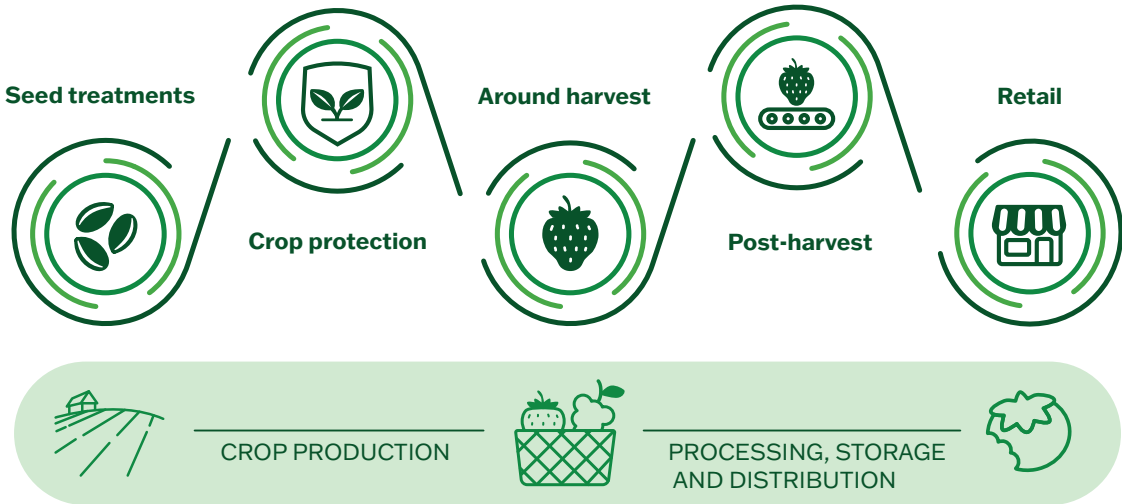 Seed treatments
Crop protection
Around harvest
Post-harvest
Retail
CROP PRODUCTION
PROCESSING, STORAGE
AND DISTRIBUTION